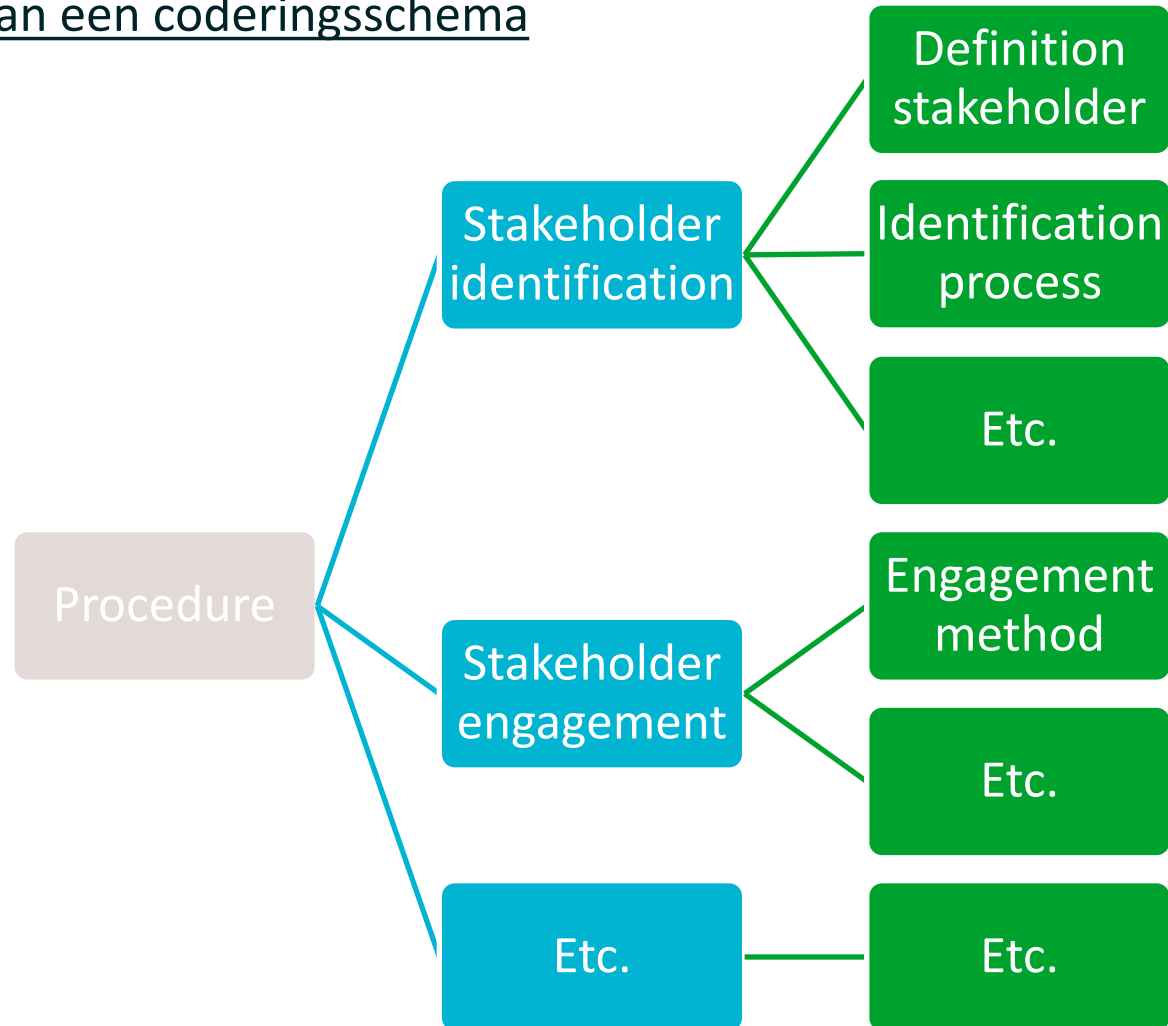 an een coderingsschema
Definition
stakeholder
Stakeholder
identification
Identification
process
Etc.
Procedure
Engagement
method
Stakeholder
engagement
Etc.
Etc.
Etc.